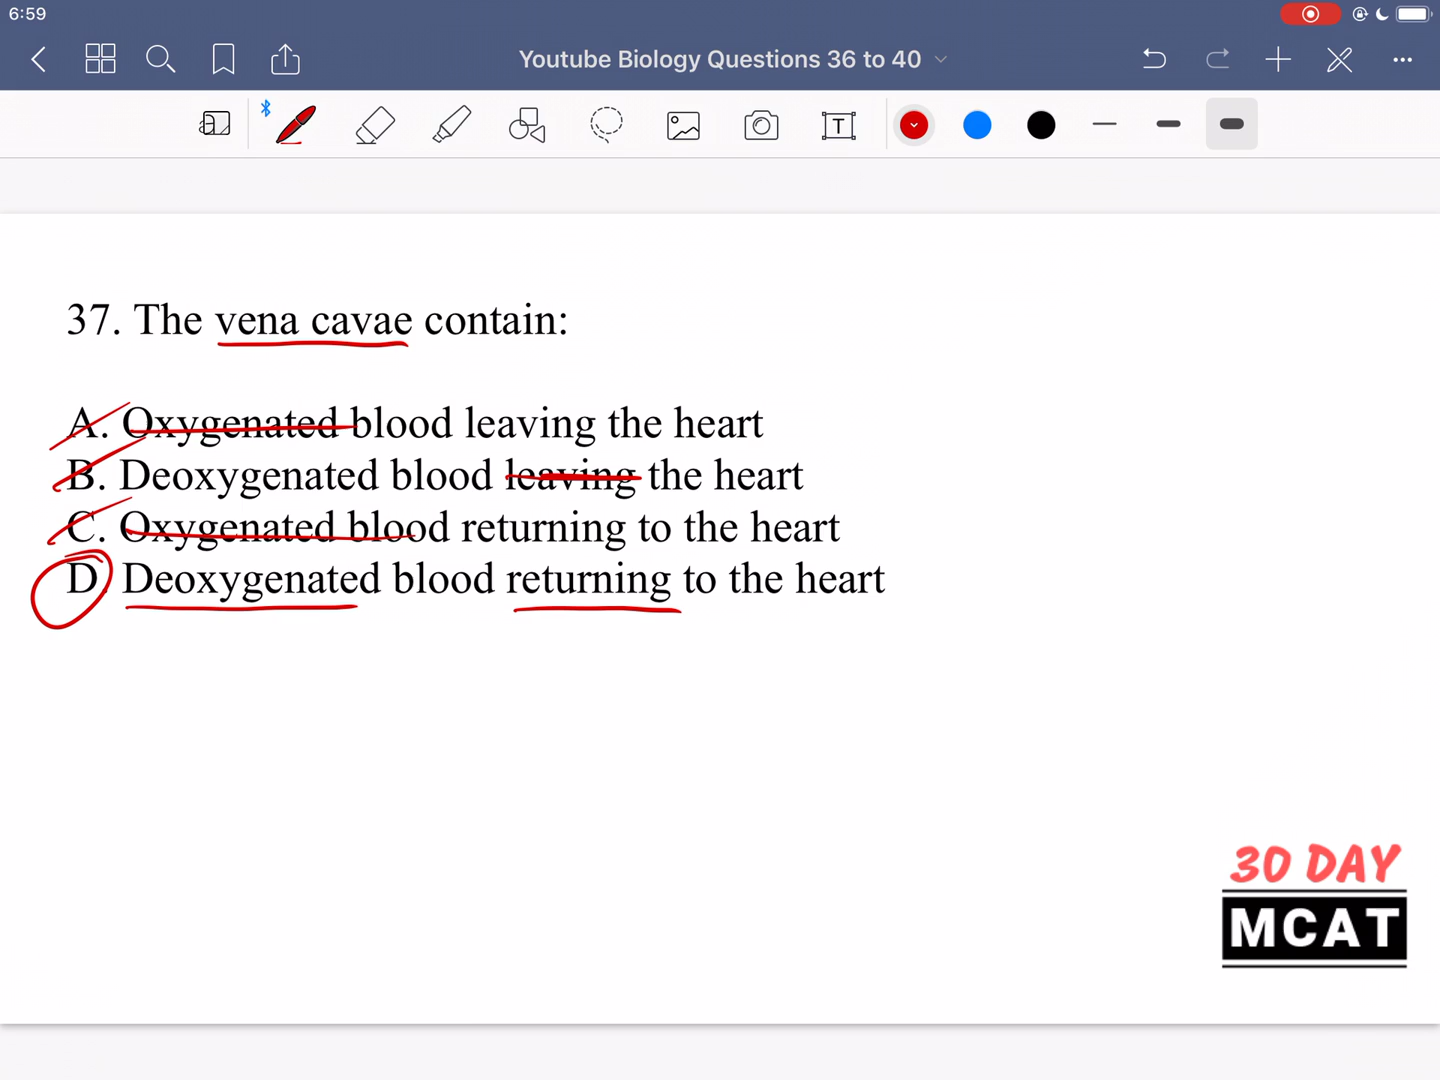 6:59
Youtube Biology Questions 36 to 40
T
37. The vena cavae contain:
A. Oxygenated blood leaving the heart
B. Deoxygenated blood leaving the heart
C. Oxygenated blood returning to the heart
D. Deoxygenated blood returning to the heart
30 DAY
MCAT